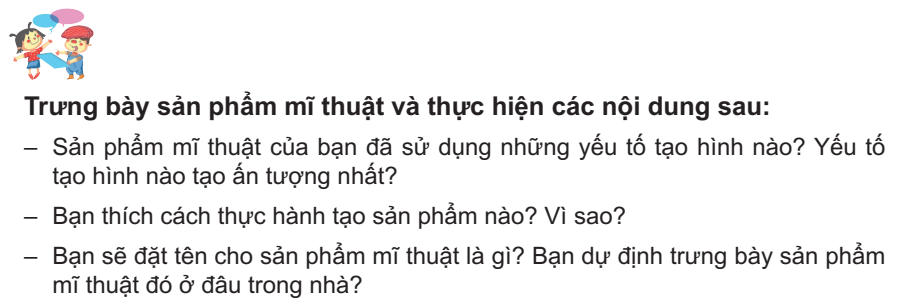 Trưng bày sản phẩm mĩ thuật và thực hiện các nội dung sau:
– Sản phẩm mĩ thuật của bạn đã sử dụng những yếu tố tạo hình nào? Yếu tố
tạo hình nào tạo ấn tượng nhất?
– Bạn thích cách thực hành tạo sản phẩm nào? Vì sao?
– Bạn sẽ đặt tên cho sản phẩm mĩ thuật là gì? Bạn dự định trưng bày sản phẩm
mĩ thuật đó ở đâu trong nhà?